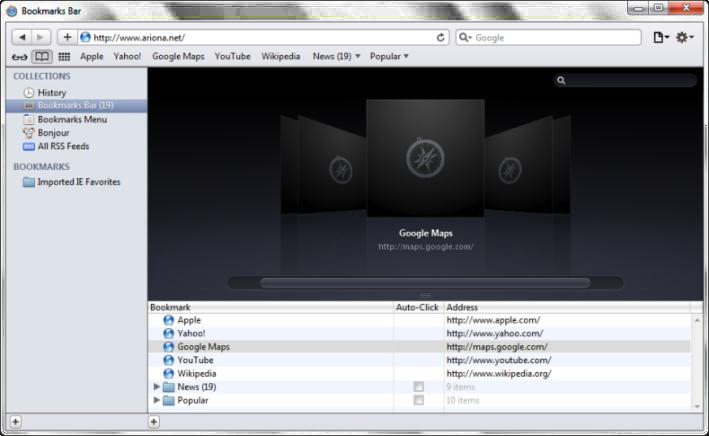 Bookmarks Bar
http://www.ariona.net/
Google
Apple Yahoo! Google Maps YouTube Wikipedia News (19) Popular
COLLECTIONS
History
Bookmarks Bar (19)
Bookmarks Menu
Bonjour
RSS All RSS Feeds
BOOKMARKS
Imported IE Favorites
Google Maps
http://maps.google.com/
Bookmark Auto-Click Address
Apple http://www.apple.com/
Yahoo! http://www.yahoo.com/
Google Maps http://maps.google.com/
YouTube http://www.youtube.com/
Wikipedia http://www.wikipedia.org/
News (19) 9 items
Popular 10 items